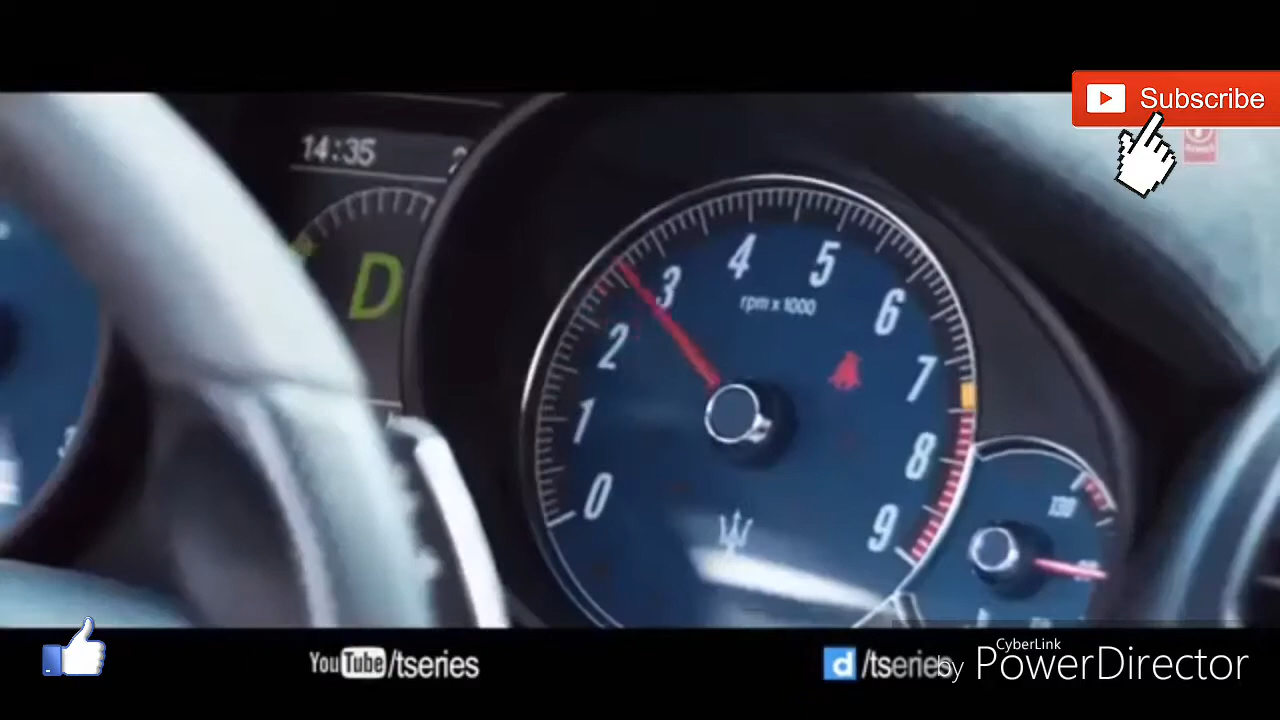 Subscribe
14:35
D
4
5
3
6
rpm x 1000
2
7
1
8
0
9
130
YouTube/tseries
d/tseries
CyberLink
by PowerDirector